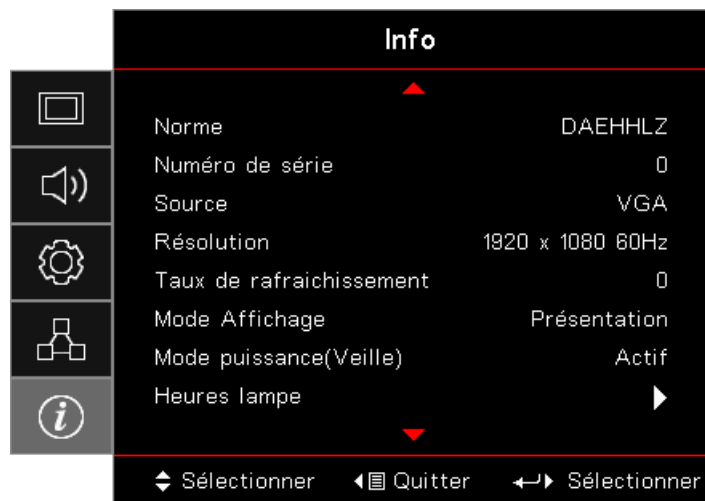 Info
Norme DAEHHLZ
Numéro de série 0
Source VGA
Résolution 1920 x 1080 60Hz
Taux de rafraichissement 0
Mode Affichage Présentation
Mode puissance(Veille) Actif
Heures lampe
Sélectionner Quitter Sélectionner